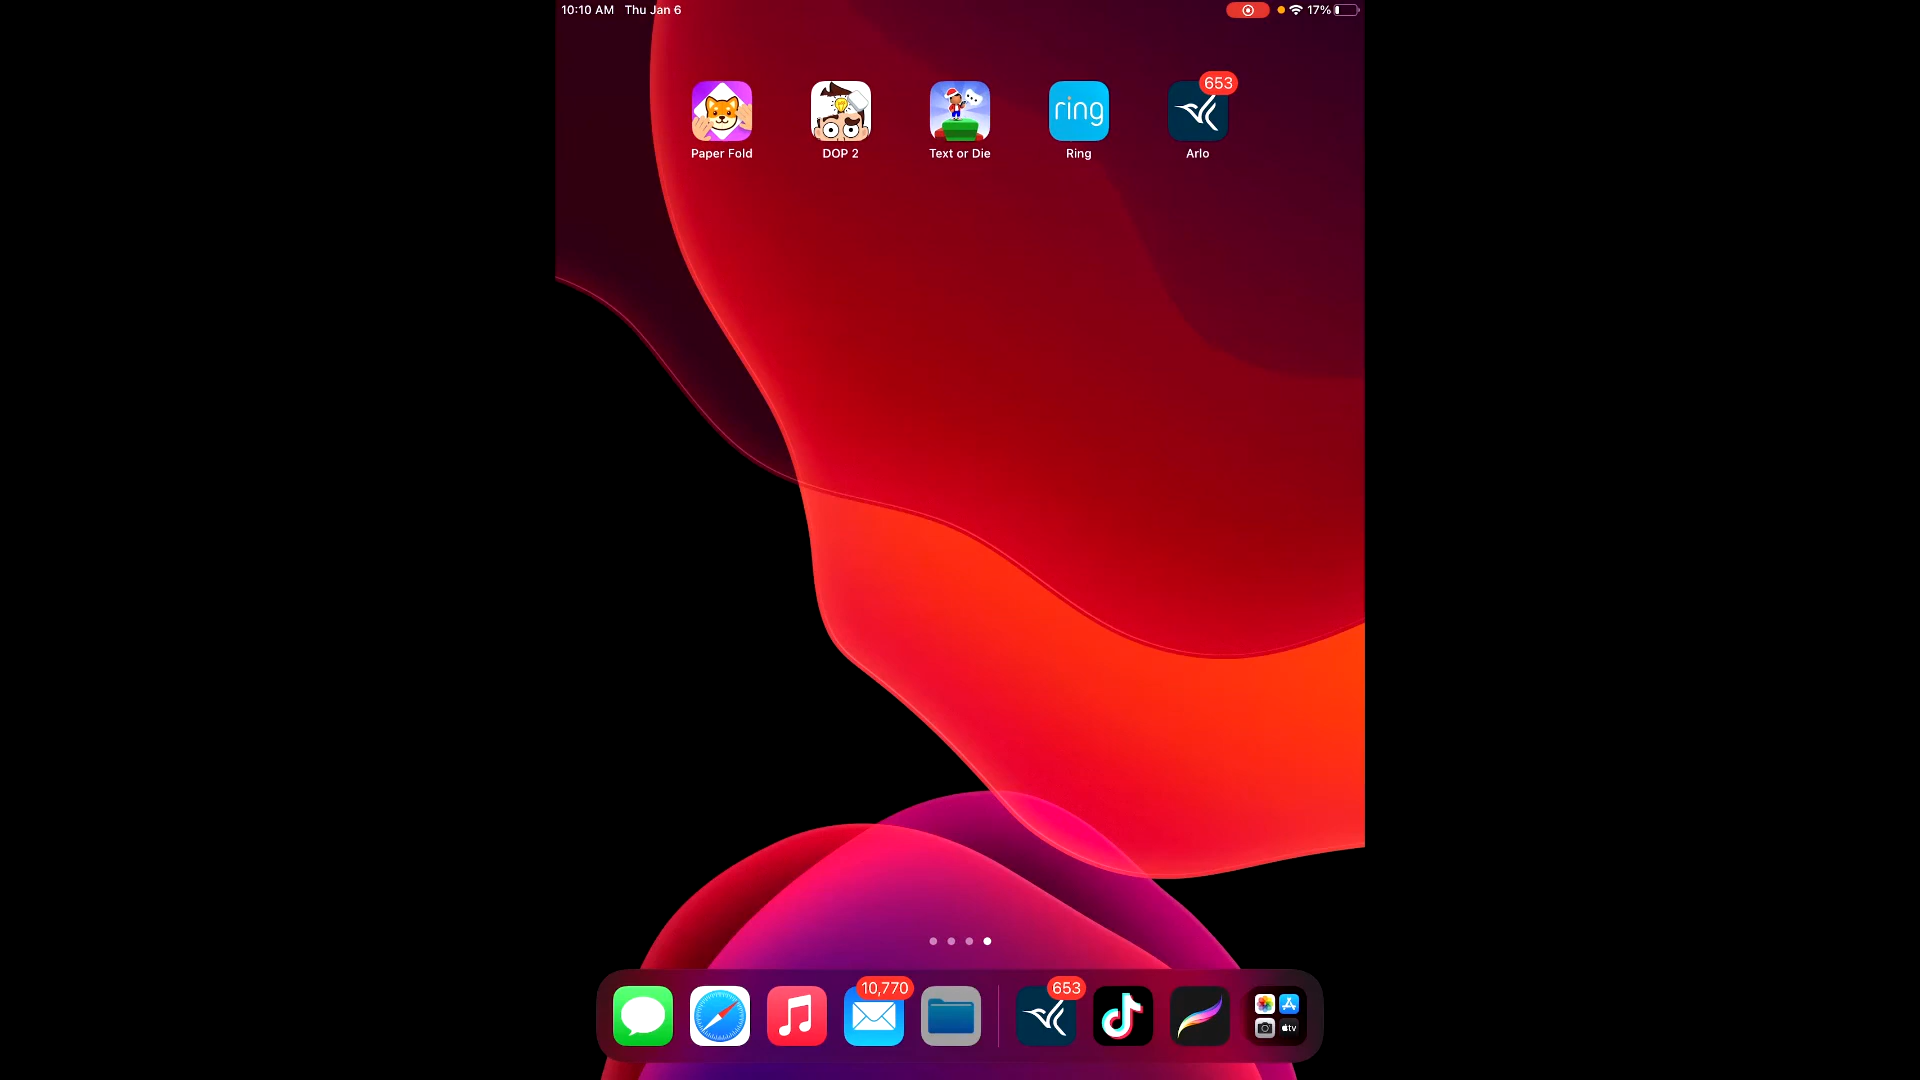 10:10 AM Thu Jan 6
17%
653
ring
Paper Fold
DOP 2
Text or Die
Ring
Arlo
10,770
653
tv